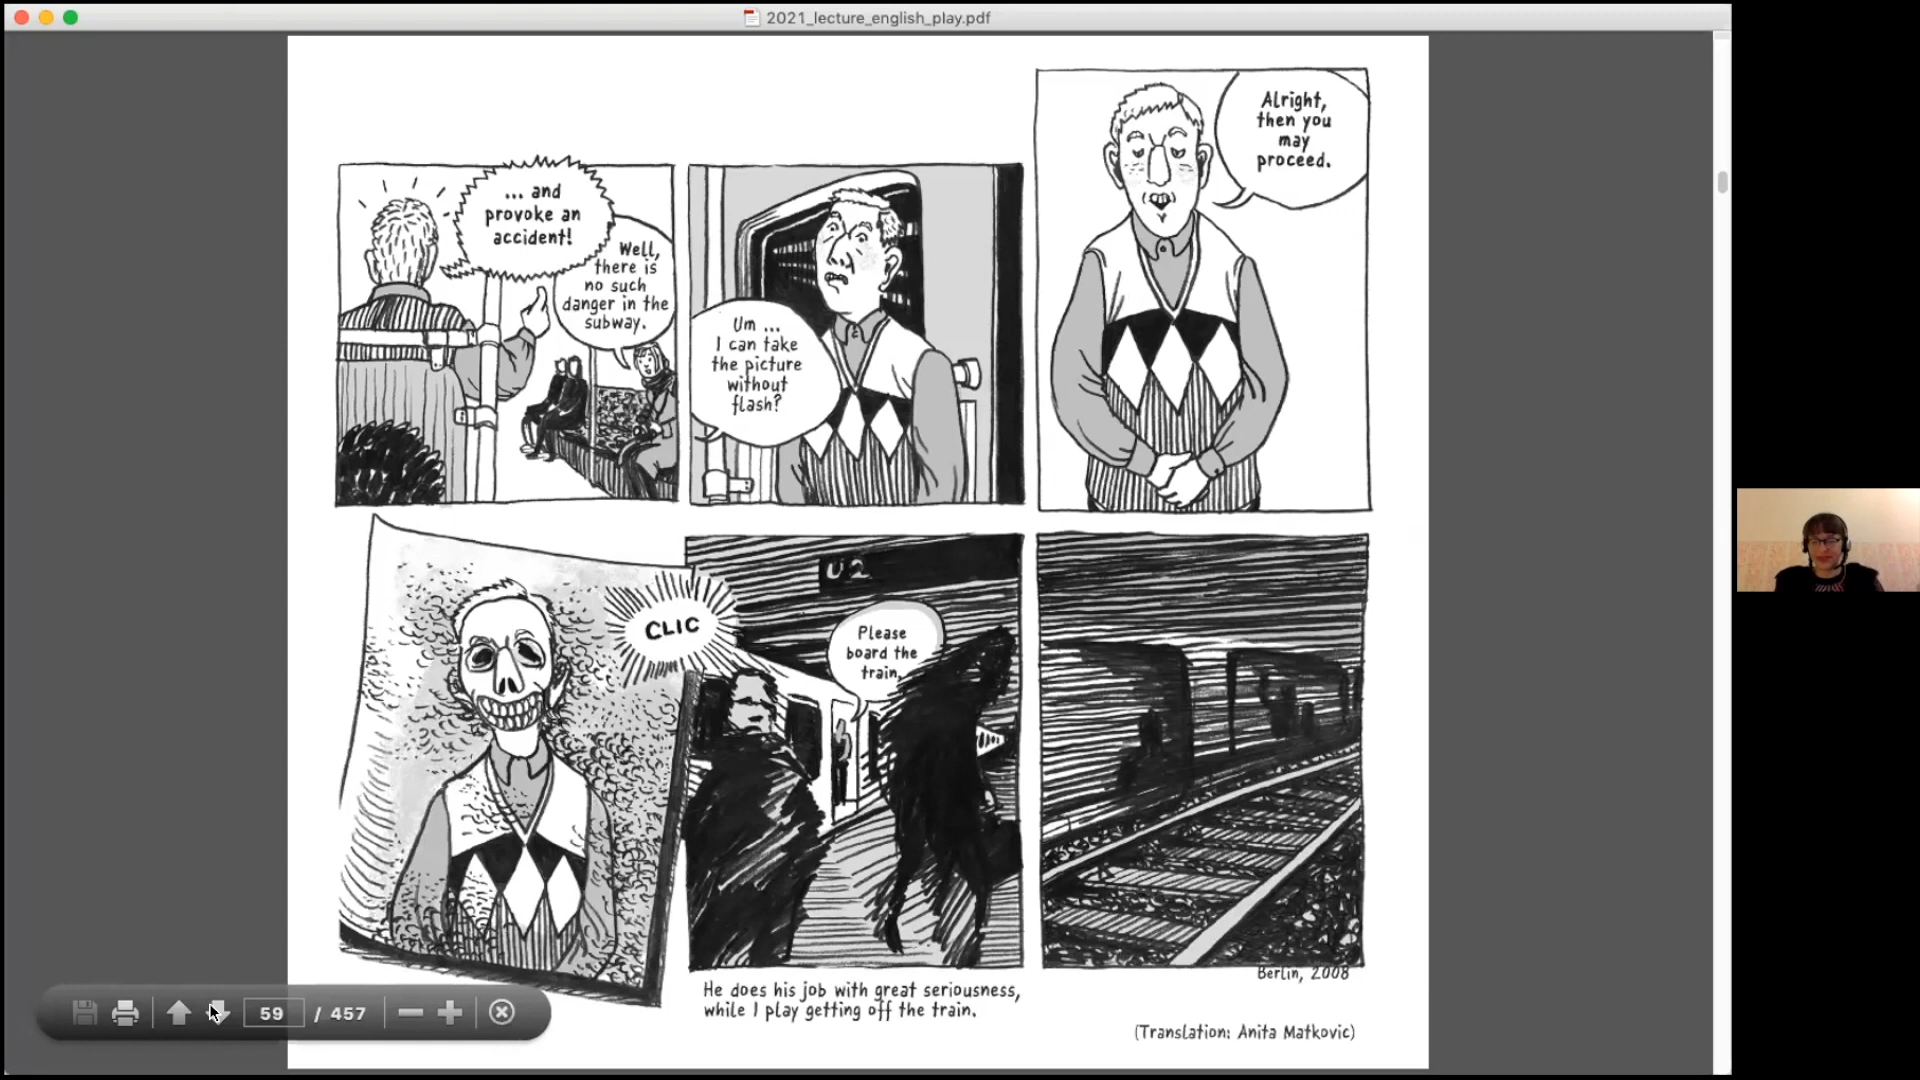 2021_lecture_english_play.pdf
... and
provoke an
accident!
Well,
there is
no such
danger in the
subway.
Um ...
I can take
the picture
without
flash?
Alright,
then you
may
proceed.
CLIC
U2
Please
board the
train.
He does his job with great seriousness,
while I play getting off the train.
Berlin, 2008
(Translation: Anita Matkovic)
59 / 457